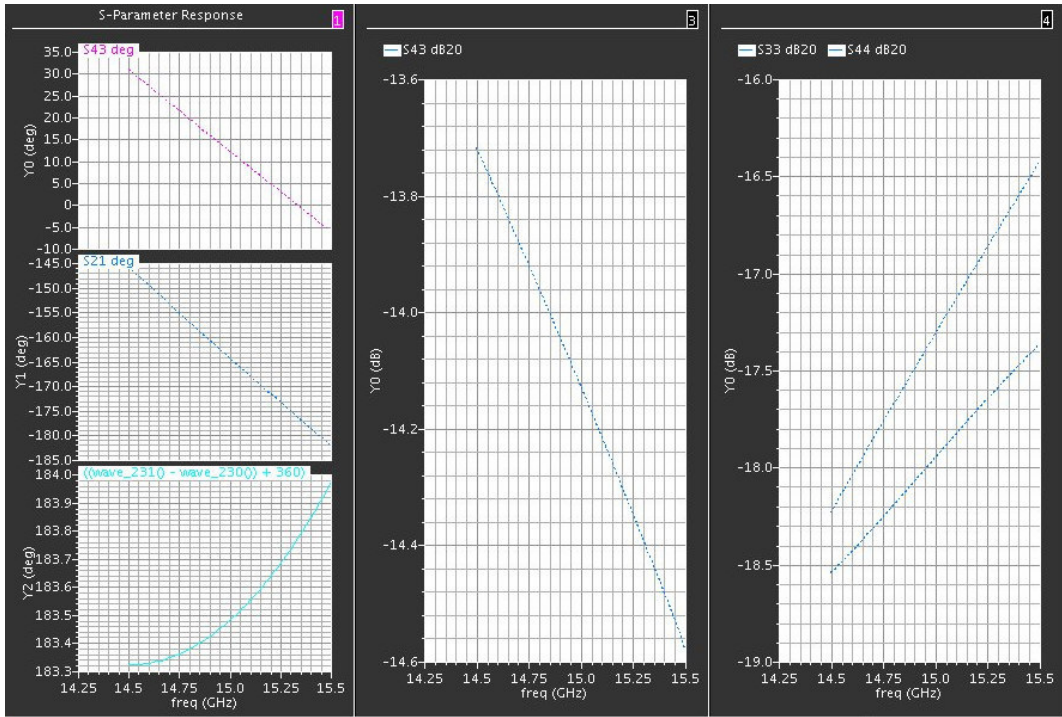 S-Parameter Response
1
S43 deg
35.0
30.0
25.0
20.0
15.0
10.0
5.0
0
-5.0
-10.0
Y0 (deg)
S21 deg
-145.0
-150.0
-155.0
-160.0
-165.0
-170.0
-175.0
-180.0
-185.0
Y1 (deg)
((wave_231() - wave_230()) + 360)
184.0
183.9
183.8
183.7
183.6
183.5
183.4
183.3
Y2 (deg)
14.25 14.5 14.75 15.0 15.25 15.5
freq (GHz)
3
S43 dB20
-13.6
-13.8
-14.0
-14.2
-14.4
-14.6
Y0 (dB)
14.25 14.5 14.75 15.0 15.25 15.5
freq (GHz)
4
S33 dB20 S44 dB20
-16.0
-16.5
-17.0
-17.5
-18.0
-18.5
-19.0
Y0 (dB)
14.25 14.5 14.75 15.0 15.25 15.5
freq (GHz)